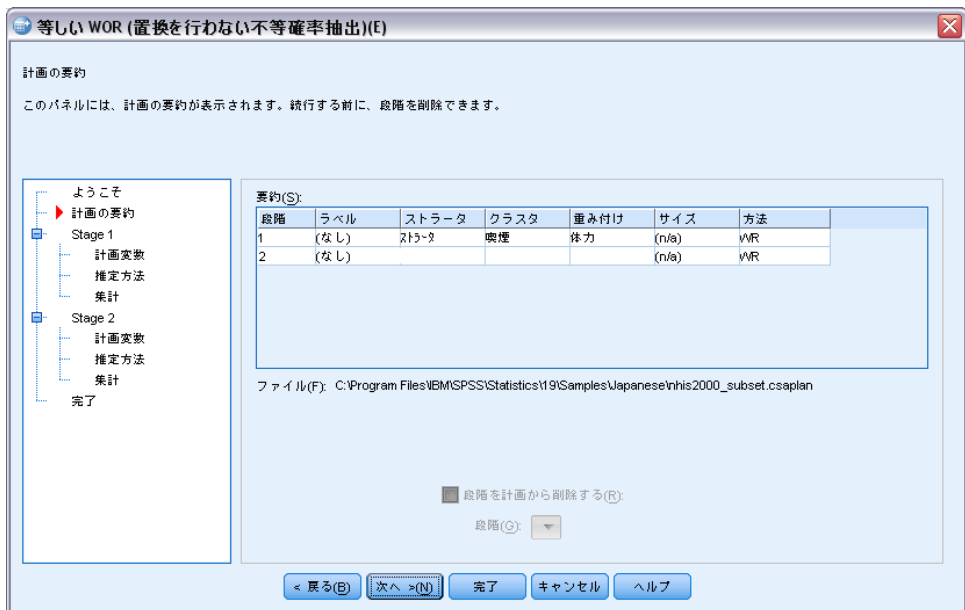 等しい WOR (置換を行わない不等確率抽出)(E)
計画の要約
このパネルには、計画の要約が表示されます。続行する前に、段階を削除できます。
ようこそ
計画の要約
Stage 1
計画変数
推定方法
集計
Stage 2
計画変数
推定方法
集計
完了
要約(S):
段階 ラベル ストラータ クラスタ 重み付け サイズ 方法
1 (なし) ストラータ 喫煙 体力 (n/a) WR
2 (なし) (n/a) WR
ファイル(F): C:\Program Files\IBM\SPSS\Statistics\19\Samples\Japanese\nhis2000_subset.csaplan
段階を計画から削除する(R):
段階(G):
< 戻る(B) 次へ >(N) 完了 キャンセル ヘルプ